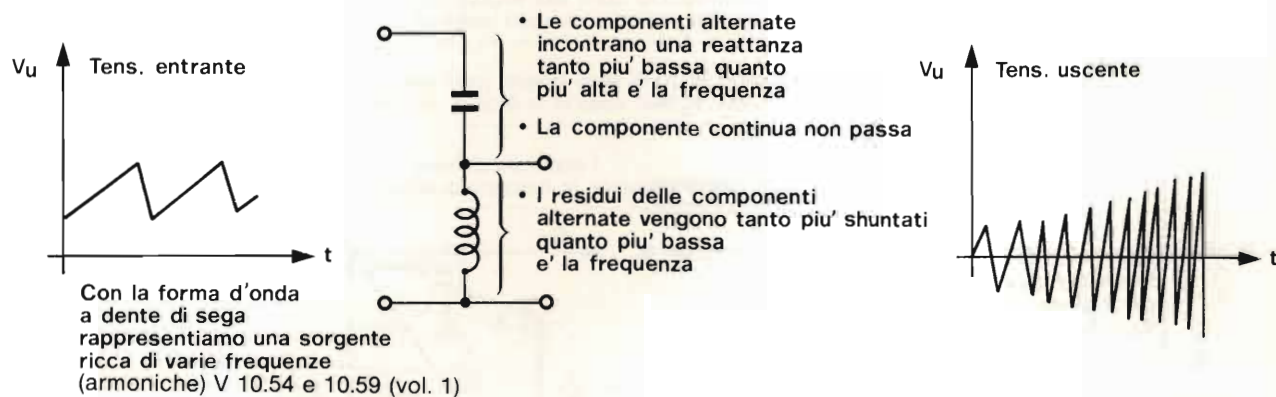 Vu
Tens. entrante
t
Con la forma d'onda
a dente di sega
rappresentiamo una sorgente
ricca di varie frequenze
(armoniche) V 10.54 e 10.59 (vol. 1)
• Le componenti alternate
incontrano una reattanza
tanto piu' bassa quanto
piu' alta e' la frequenza
• La componente continua non passa
• I residui delle componenti
alternate vengono tanto piu' shuntati
quanto piu' bassa
e' la frequenza
Vu
Tens. uscente
t